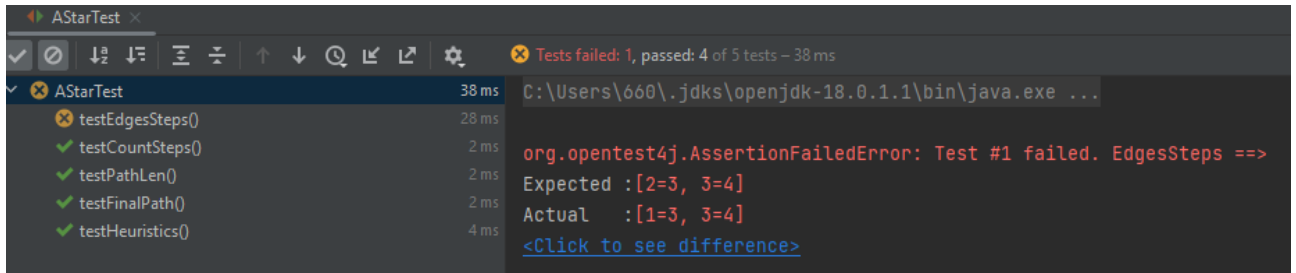 AStarTest
Tests failed: 1, passed: 4 of 5 tests – 38 ms
AStarTest 38 ms
testEdgesSteps() 28 ms
testCountSteps() 2 ms
testPathLen() 2 ms
testFinalPath() 2 ms
testHeuristics() 4 ms
C:\Users\660\.jdks\openjdk-18.0.1.1\bin\java.exe ...
org.opentest4j.AssertionFailedError: Test #1 failed. EdgesSteps ==>
Expected :[2=3, 3=4]
Actual   :[1=3, 3=4]
<Click to see difference>